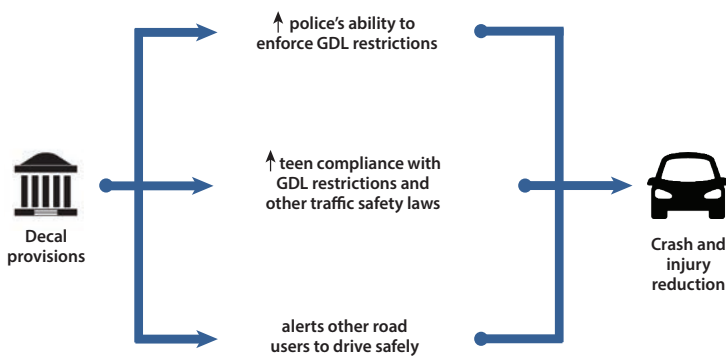 ↑ police's ability to
enforce GDL restrictions
↑ teen compliance with
GDL restrictions and
other traffic safety laws
Decal
provisions
Crash and
injury
reduction
alerts other road
users to drive safely